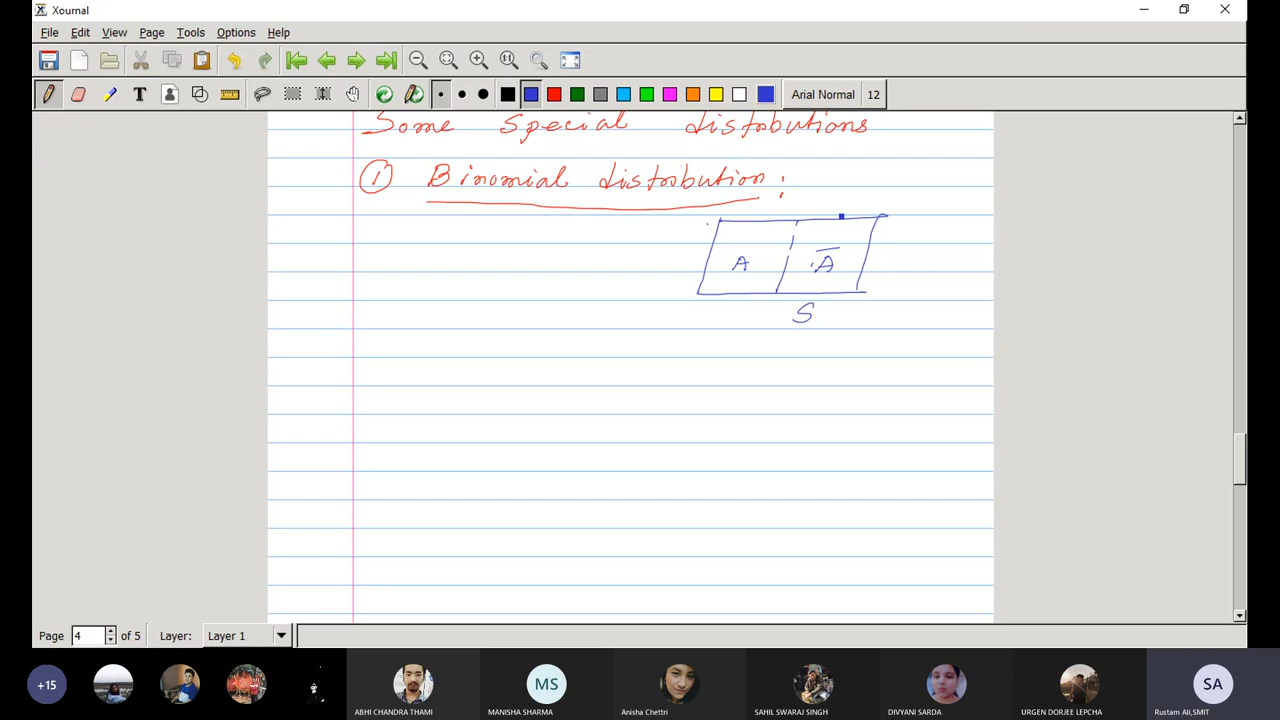 Xournal
File Edit View Page Tools Options Help
Arial Normal 12
Some Special distributions
① Binomial distribution:
A Ā
S
Page 4 of 5 Layer: Layer 1
+15 MS SA
ABHI CHANDRA THAMI MANISHA SHARMA Anisha Chettri SAHIL SWARAJ SINGH DIVYANI SARDA URGEN DORJEE LEPCHA Rustam Ali,SMIT